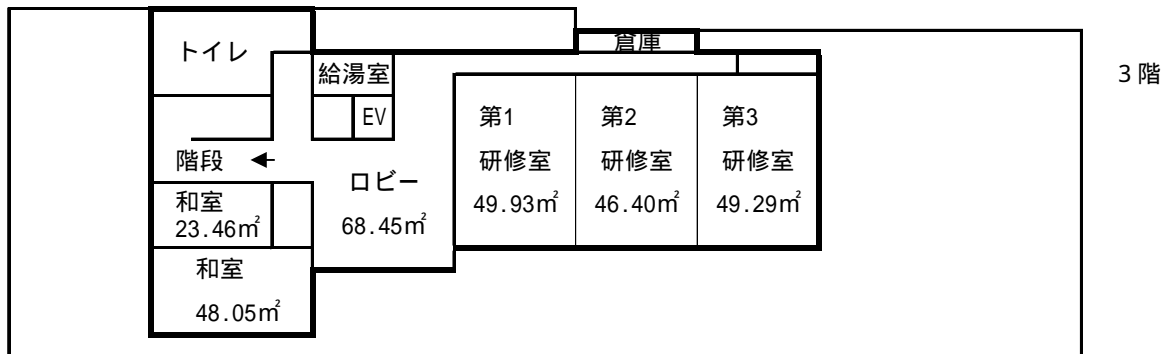 トイレ
倉庫
給湯室
3階
EV
階段
和室
23.46㎡
和室
48.05㎡
ロビー
68.45㎡
第1
研修室
49.93㎡
第2
研修室
46.40㎡
第3
研修室
49.29㎡